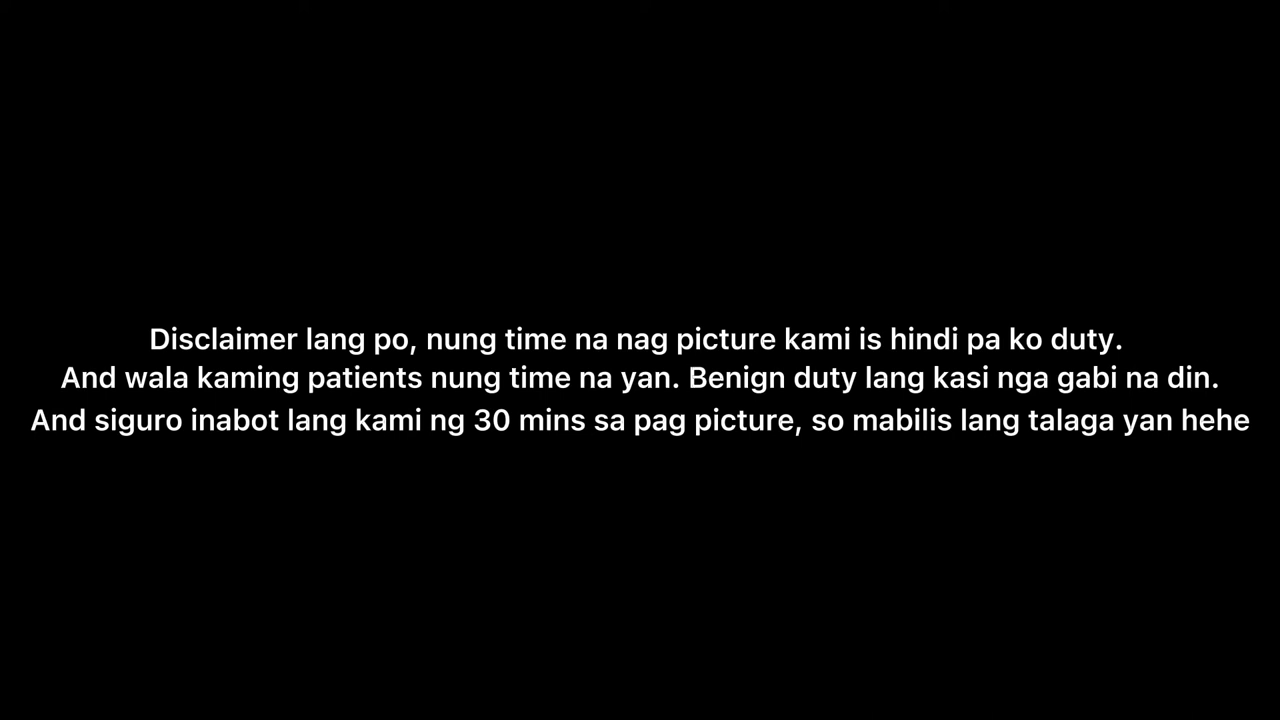 Disclaimer lang po, nung time na nag picture kami is hindi pa ko duty.
And wala kaming patients nung time na yan. Benign duty lang kasi nga gabi na din.
And siguro inabot lang kami ng 30 mins sa pag picture, so mabilis lang talaga yan hehe